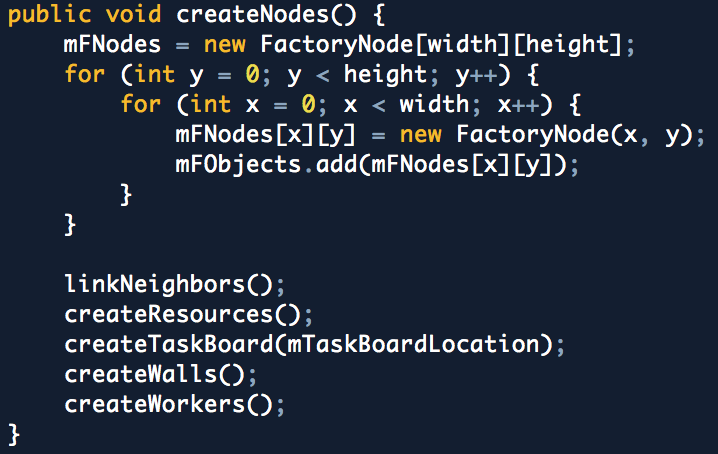 public void createNodes() {
    mFNodes = new FactoryNode[width][height];
    for (int y = 0; y < height; y++) {
        for (int x = 0; x < width; x++) {
            mFNodes[x][y] = new FactoryNode(x, y);
            mFObjects.add(mFNodes[x][y]);
        }
    }

    linkNeighbors();
    createResources();
    createTaskBoard(mTaskBoardLocation);
    createWalls();
    createWorkers();
}